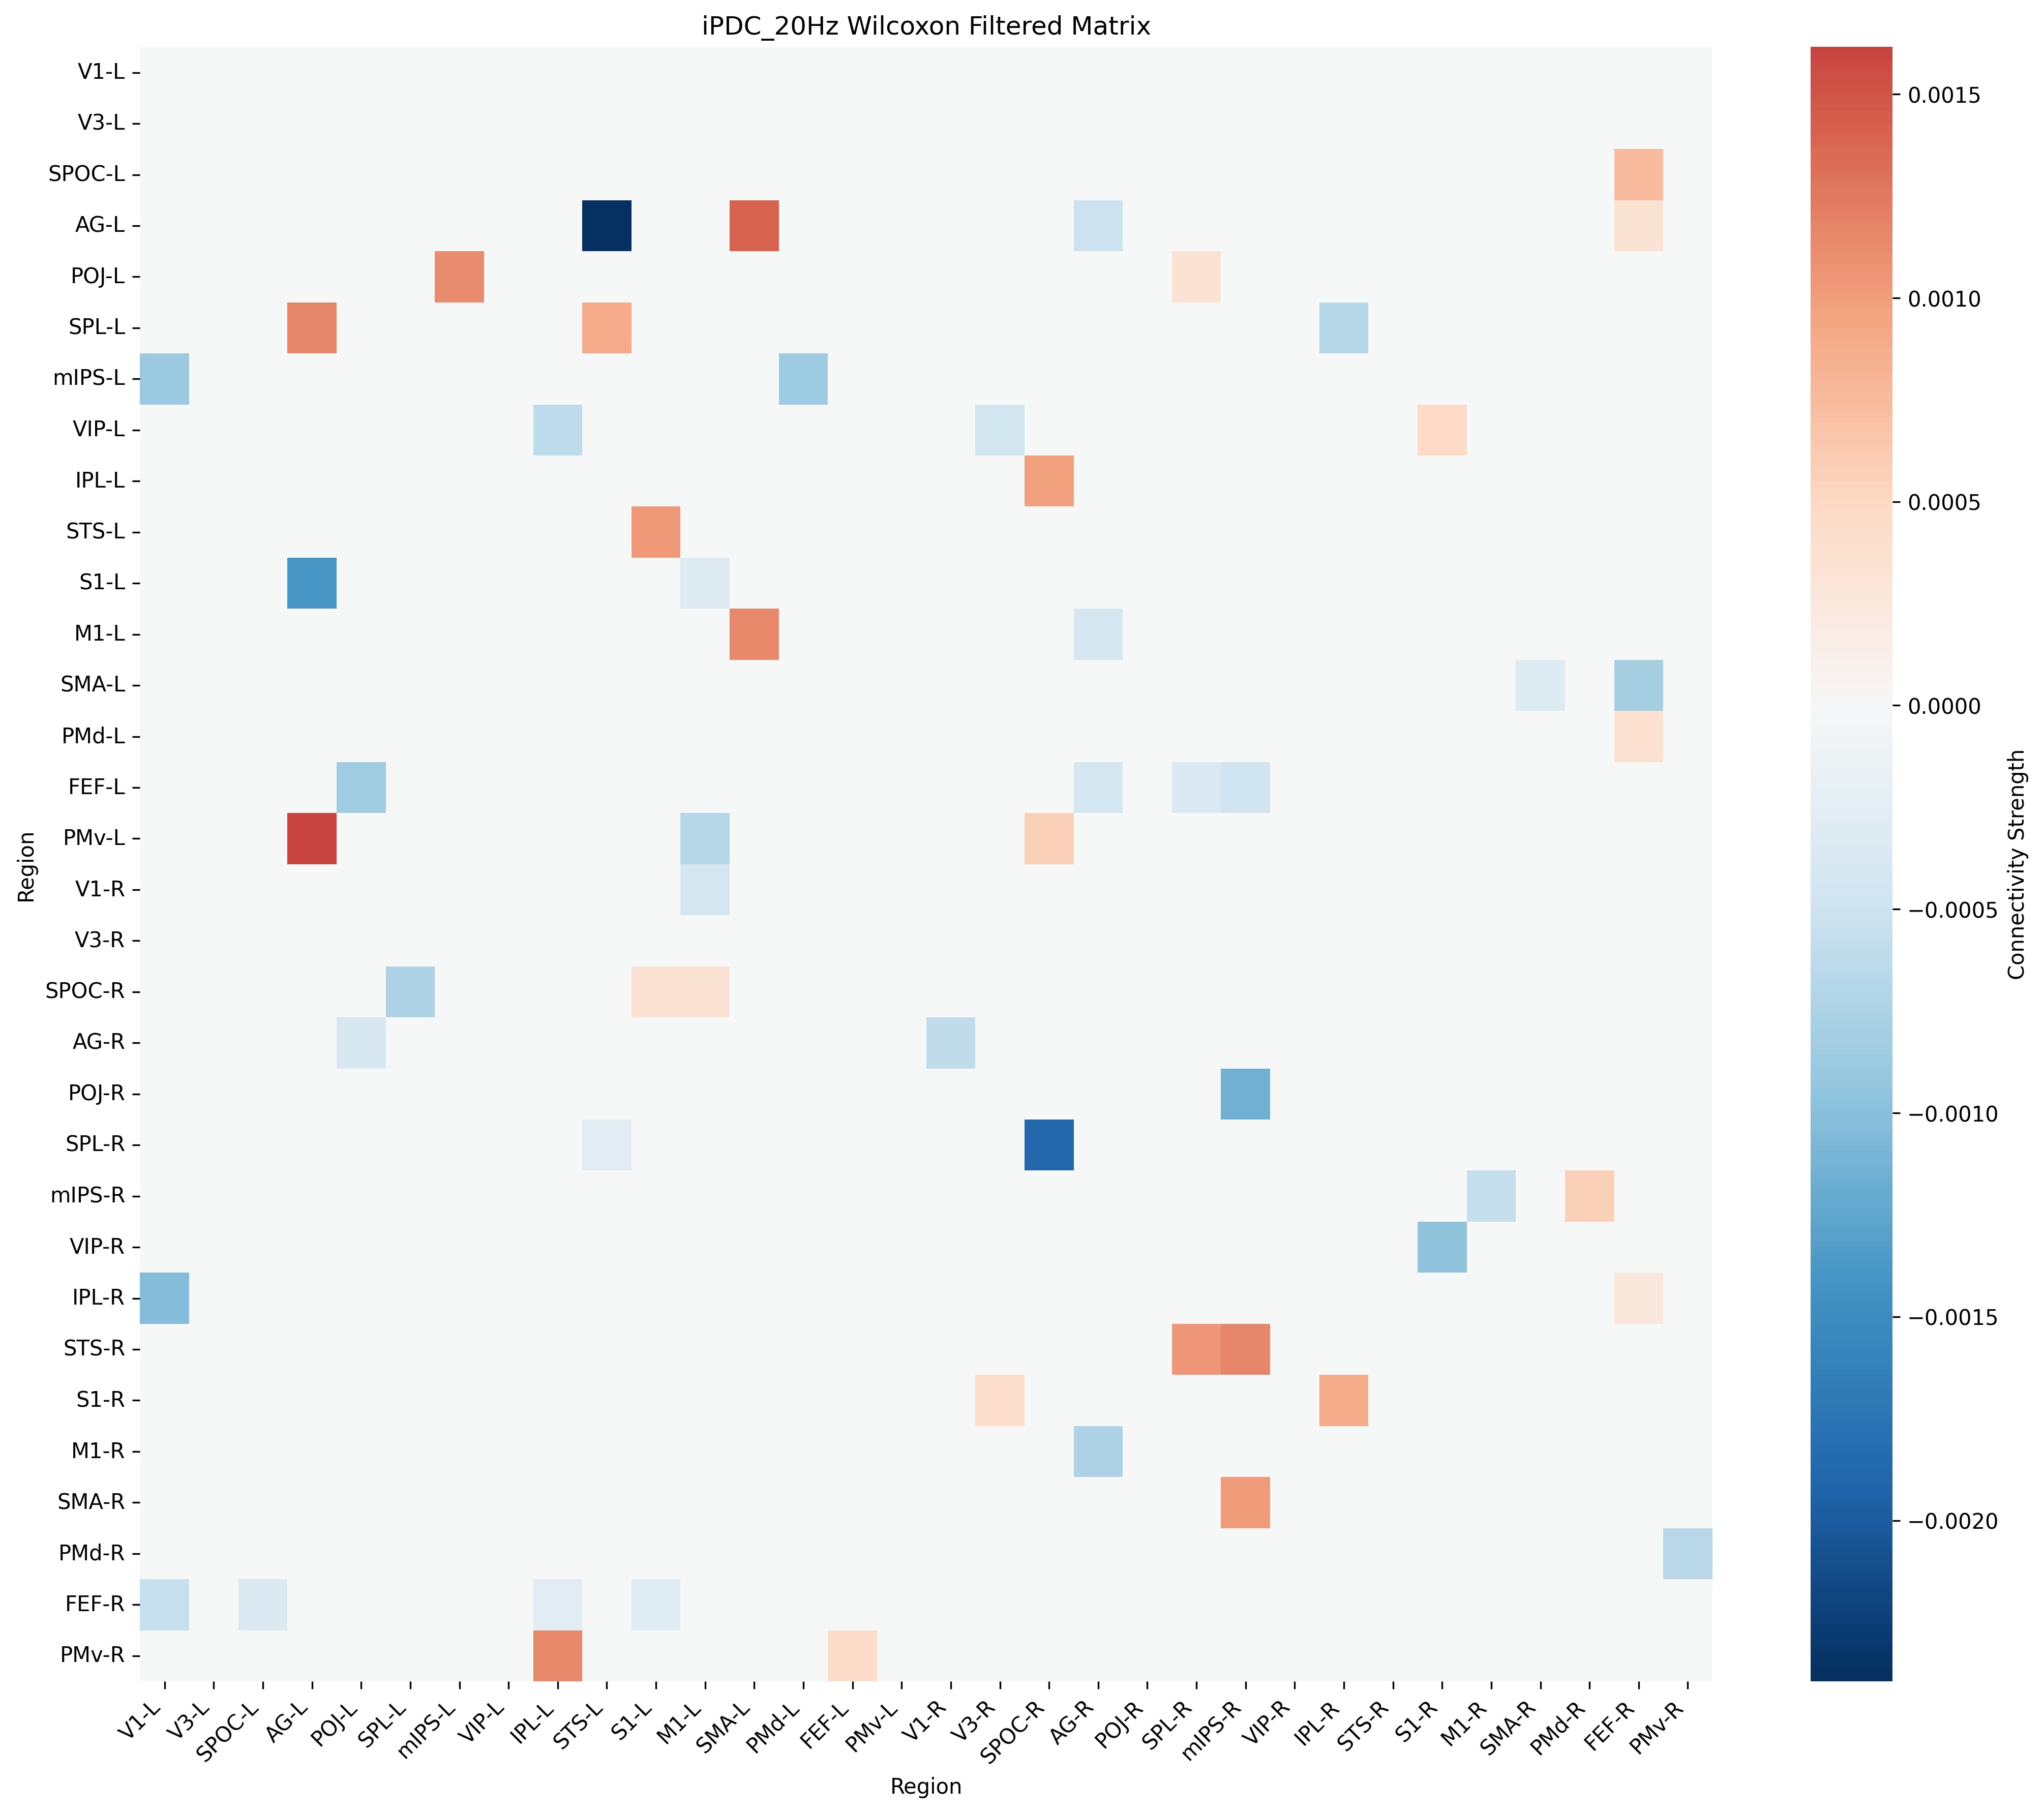 iPDC_20Hz Wilcoxon Filtered Matrix
V1-L
V3-L
SPOC-L
AG-L
POJ-L
SPL-L
mIPS-L
VIP-L
IPL-L
STS-L
S1-L
M1-L
SMA-L
PMd-L
FEF-L
PMv-L
V1-R
V3-R
SPOC-R
AG-R
POJ-R
SPL-R
mIPS-R
VIP-R
IPL-R
STS-R
S1-R
M1-R
SMA-R
PMd-R
FEF-R
PMv-R
Region
V1-L
V3-L
SPOC-L
AG-L
POJ-L
SPL-L
mIPS-L
VIP-L
IPL-L
STS-L
S1-L
M1-L
SMA-L
PMd-L
FEF-L
PMv-L
V1-R
V3-R
SPOC-R
AG-R
POJ-R
SPL-R
mIPS-R
VIP-R
IPL-R
STS-R
S1-R
M1-R
SMA-R
PMd-R
FEF-R
PMv-R
Region
0.0015
0.0010
0.0005
0.0000
−0.0005
−0.0010
−0.0015
−0.0020
Connectivity Strength